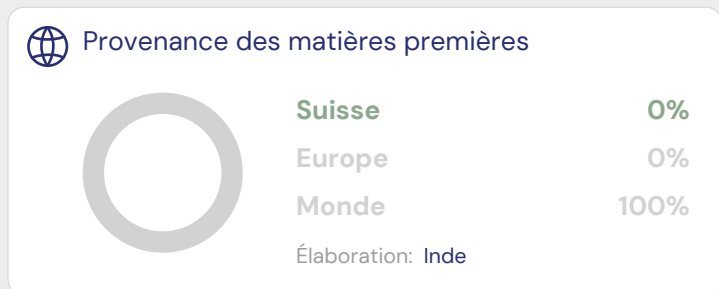 Provenance des matières premières
Suisse 0%
Europe 0%
Monde 100%
Élaboration: Inde